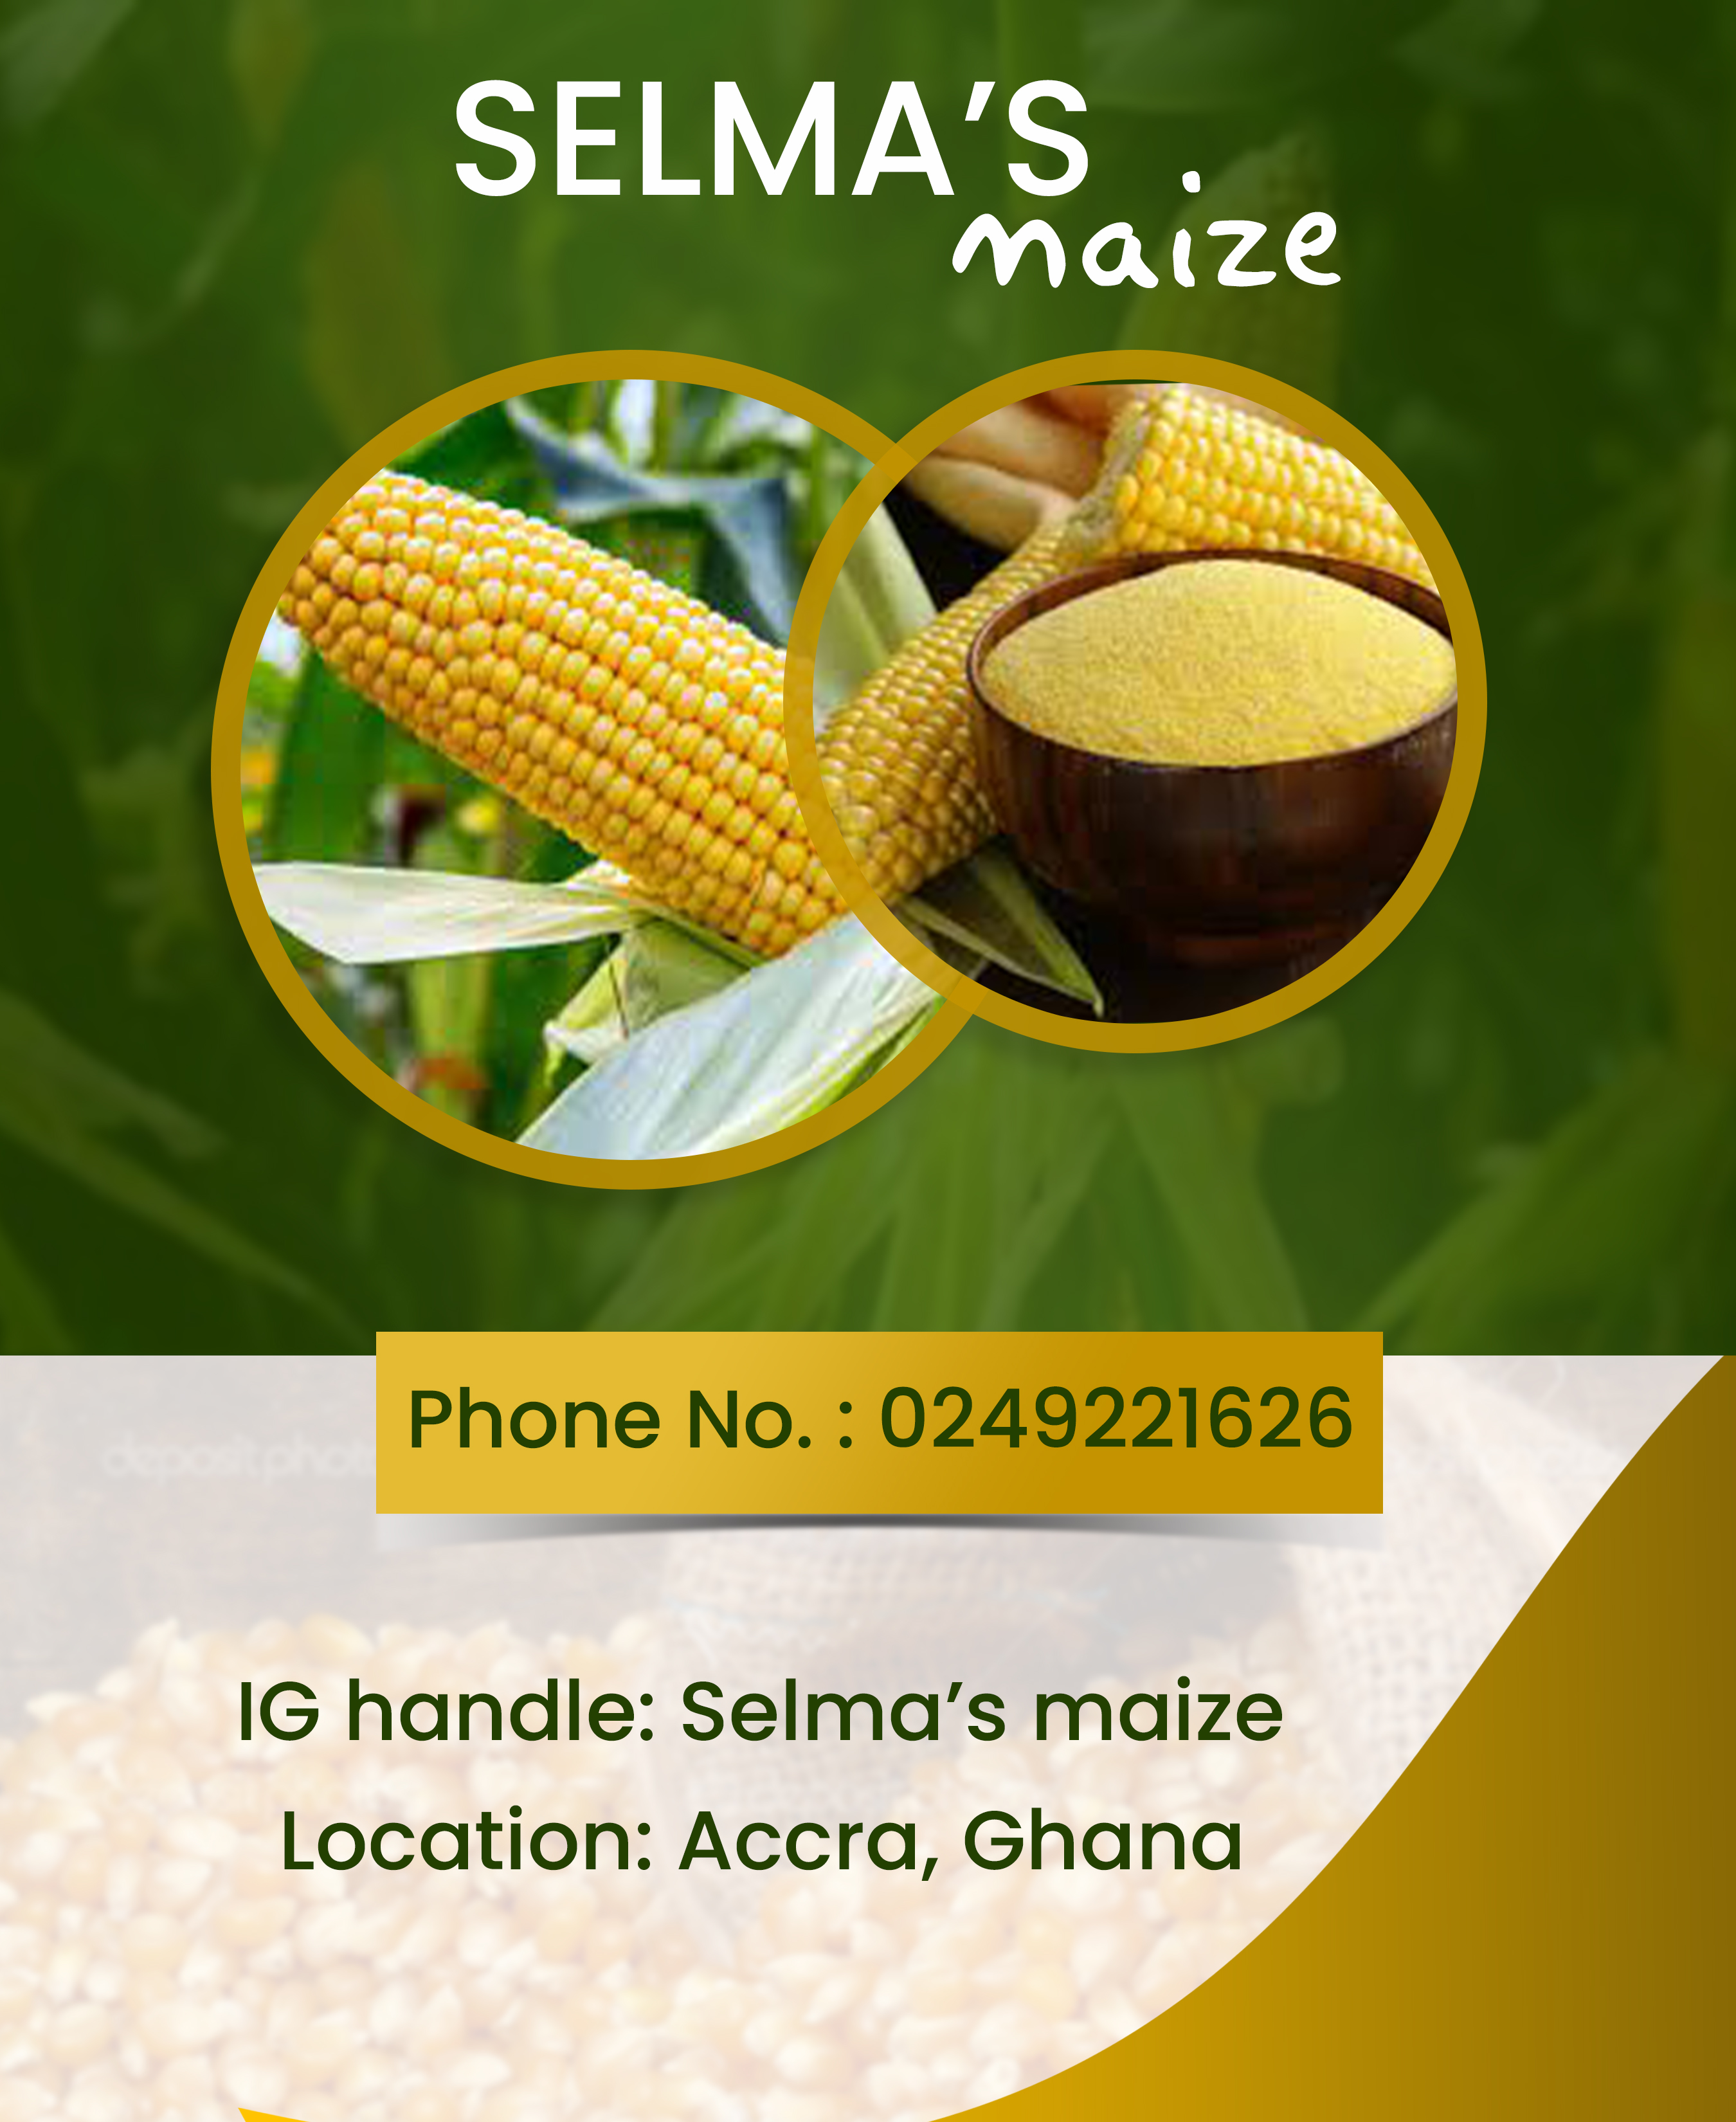 SELMA’S
maize
Phone No. : 0249221626
IG handle: Selma’s maize
Location: Accra, Ghana